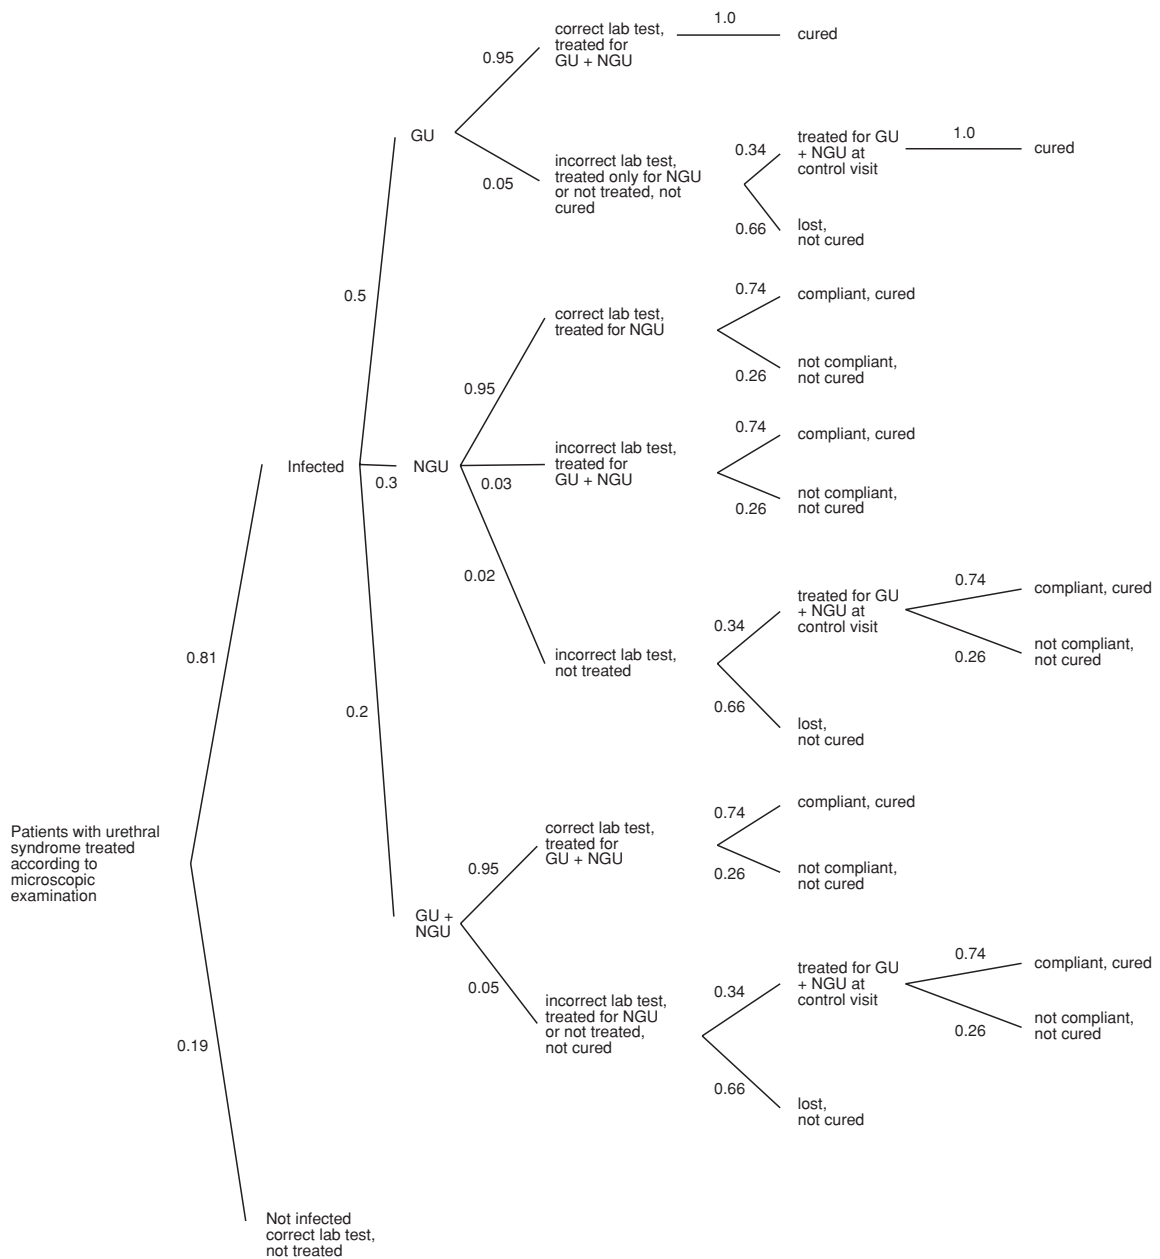 1.0
correct lab test,
treated for
GU + NGU
cured
0.95
GU
0.05
incorrect lab test,
treated only for NGU
or not treated, not
cured
0.34
treated for GU
+ NGU at
control visit
1.0
cured
0.66
lost,
not cured
0.5
0.74
compliant, cured
correct lab test,
treated for NGU
0.26
not compliant,
not cured
0.95
Infected
0.3
NGU
0.03
incorrect lab test,
treated for
GU + NGU
0.74
compliant, cured
0.26
not compliant,
not cured
0.02
incorrect lab test,
not treated
0.34
treated for GU
+ NGU at
control visit
0.74
compliant, cured
0.26
not compliant,
not cured
0.66
lost,
not cured
0.81
0.2
Patients with urethral
syndrome treated
according to
microscopic
examination
0.95
correct lab test,
treated for
GU + NGU
0.74
compliant, cured
0.26
not compliant,
not cured
GU +
NGU
0.05
incorrect lab test,
treated for NGU
or not treated,
not cured
0.34
treated for GU
+ NGU at
control visit
0.74
compliant, cured
0.26
not compliant,
not cured
0.66
lost,
not cured
0.19
Not infected
correct lab test,
not treated